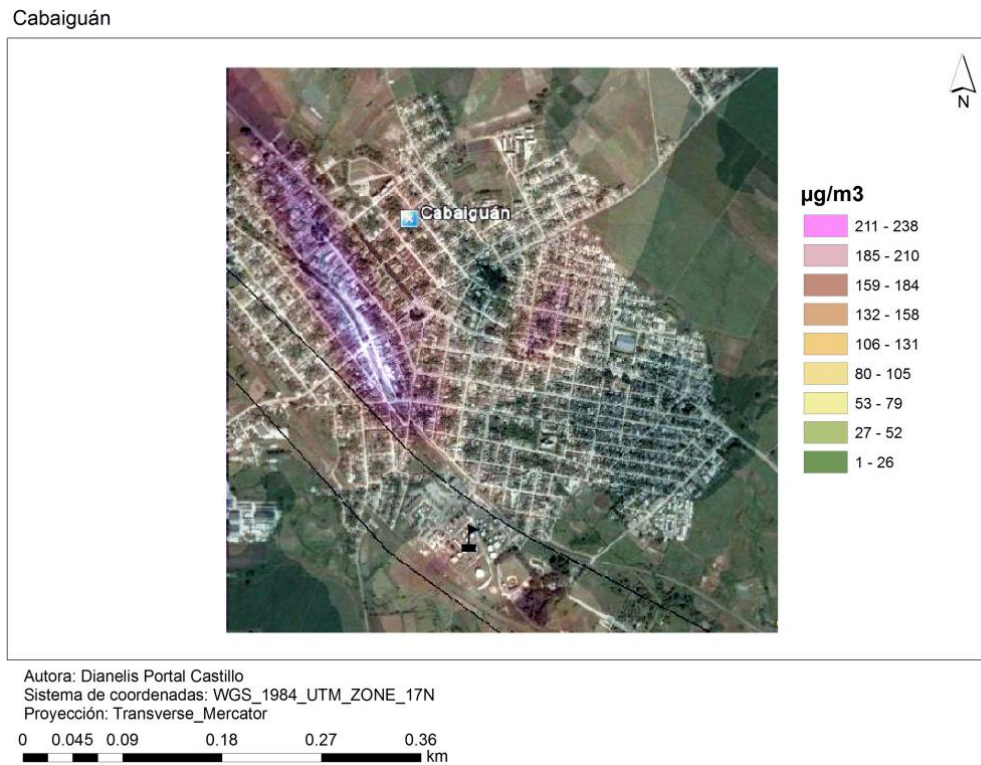 Cabaiguán
N
Cabaiguán
µg/m3
211 - 238
185 - 210
159 - 184
132 - 158
106 - 131
80 - 105
53 - 79
27 - 52
1 - 26
Autora: Dianelis Portal Castillo
Sistema de coordenadas: WGS_1984_UTM_ZONE_17N
Proyección: Transverse_Mercator
0 0.045 0.09 0.18 0.27 0.36
km